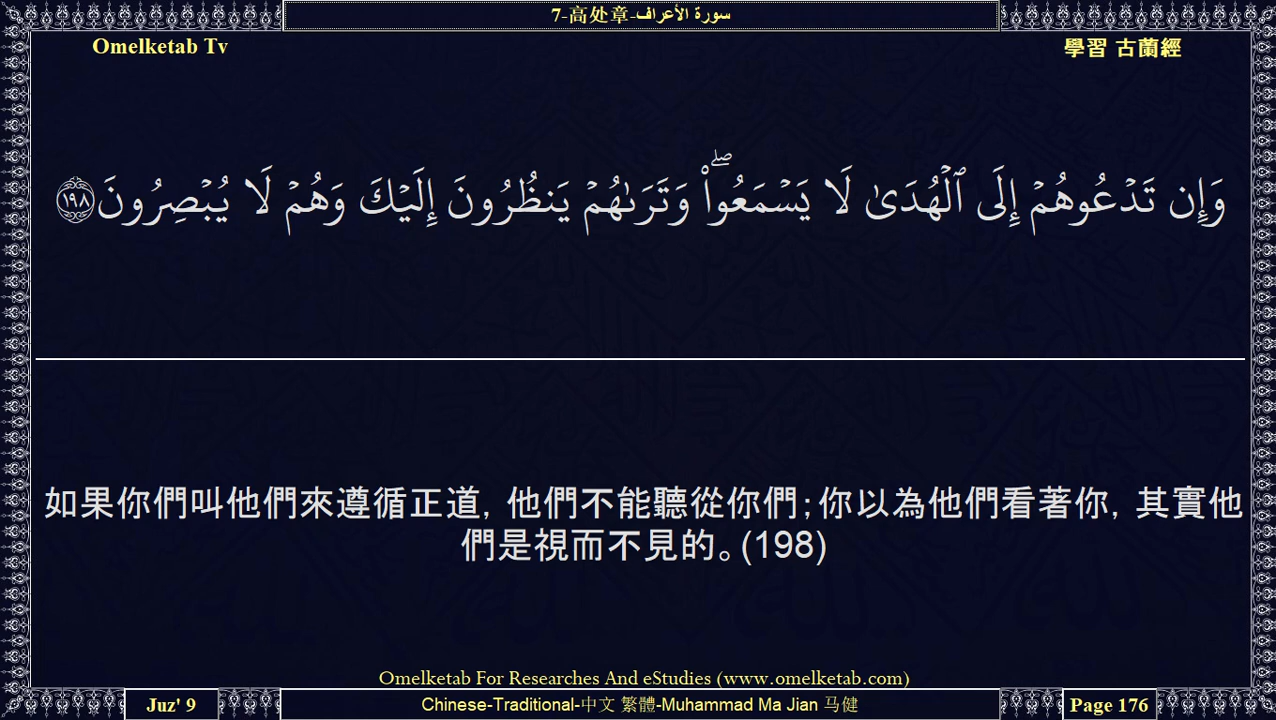 7-高处章-سورة الأعراف
Omelketab Tv
學習 古蘭經
وَإِن تَدۡعُوهُمۡ إِلَى ٱلۡهُدَىٰ لَا يَسۡمَعُواْۖ وَتَرَىٰهُمۡ يَنظُرُونَ إِلَيۡكَ وَهُمۡ لَا يُبۡصِرُونَ ١٩٨
如果你們叫他們來遵循正道，他們不能聽從你們；你以為他們看著你，其實他
們是視而不見的。(198)
Omelketab For Researches And eStudies (www.omelketab.com)
Juz' 9
Chinese-Traditional-中文 繁體-Muhammad Ma Jian 马健
Page 176